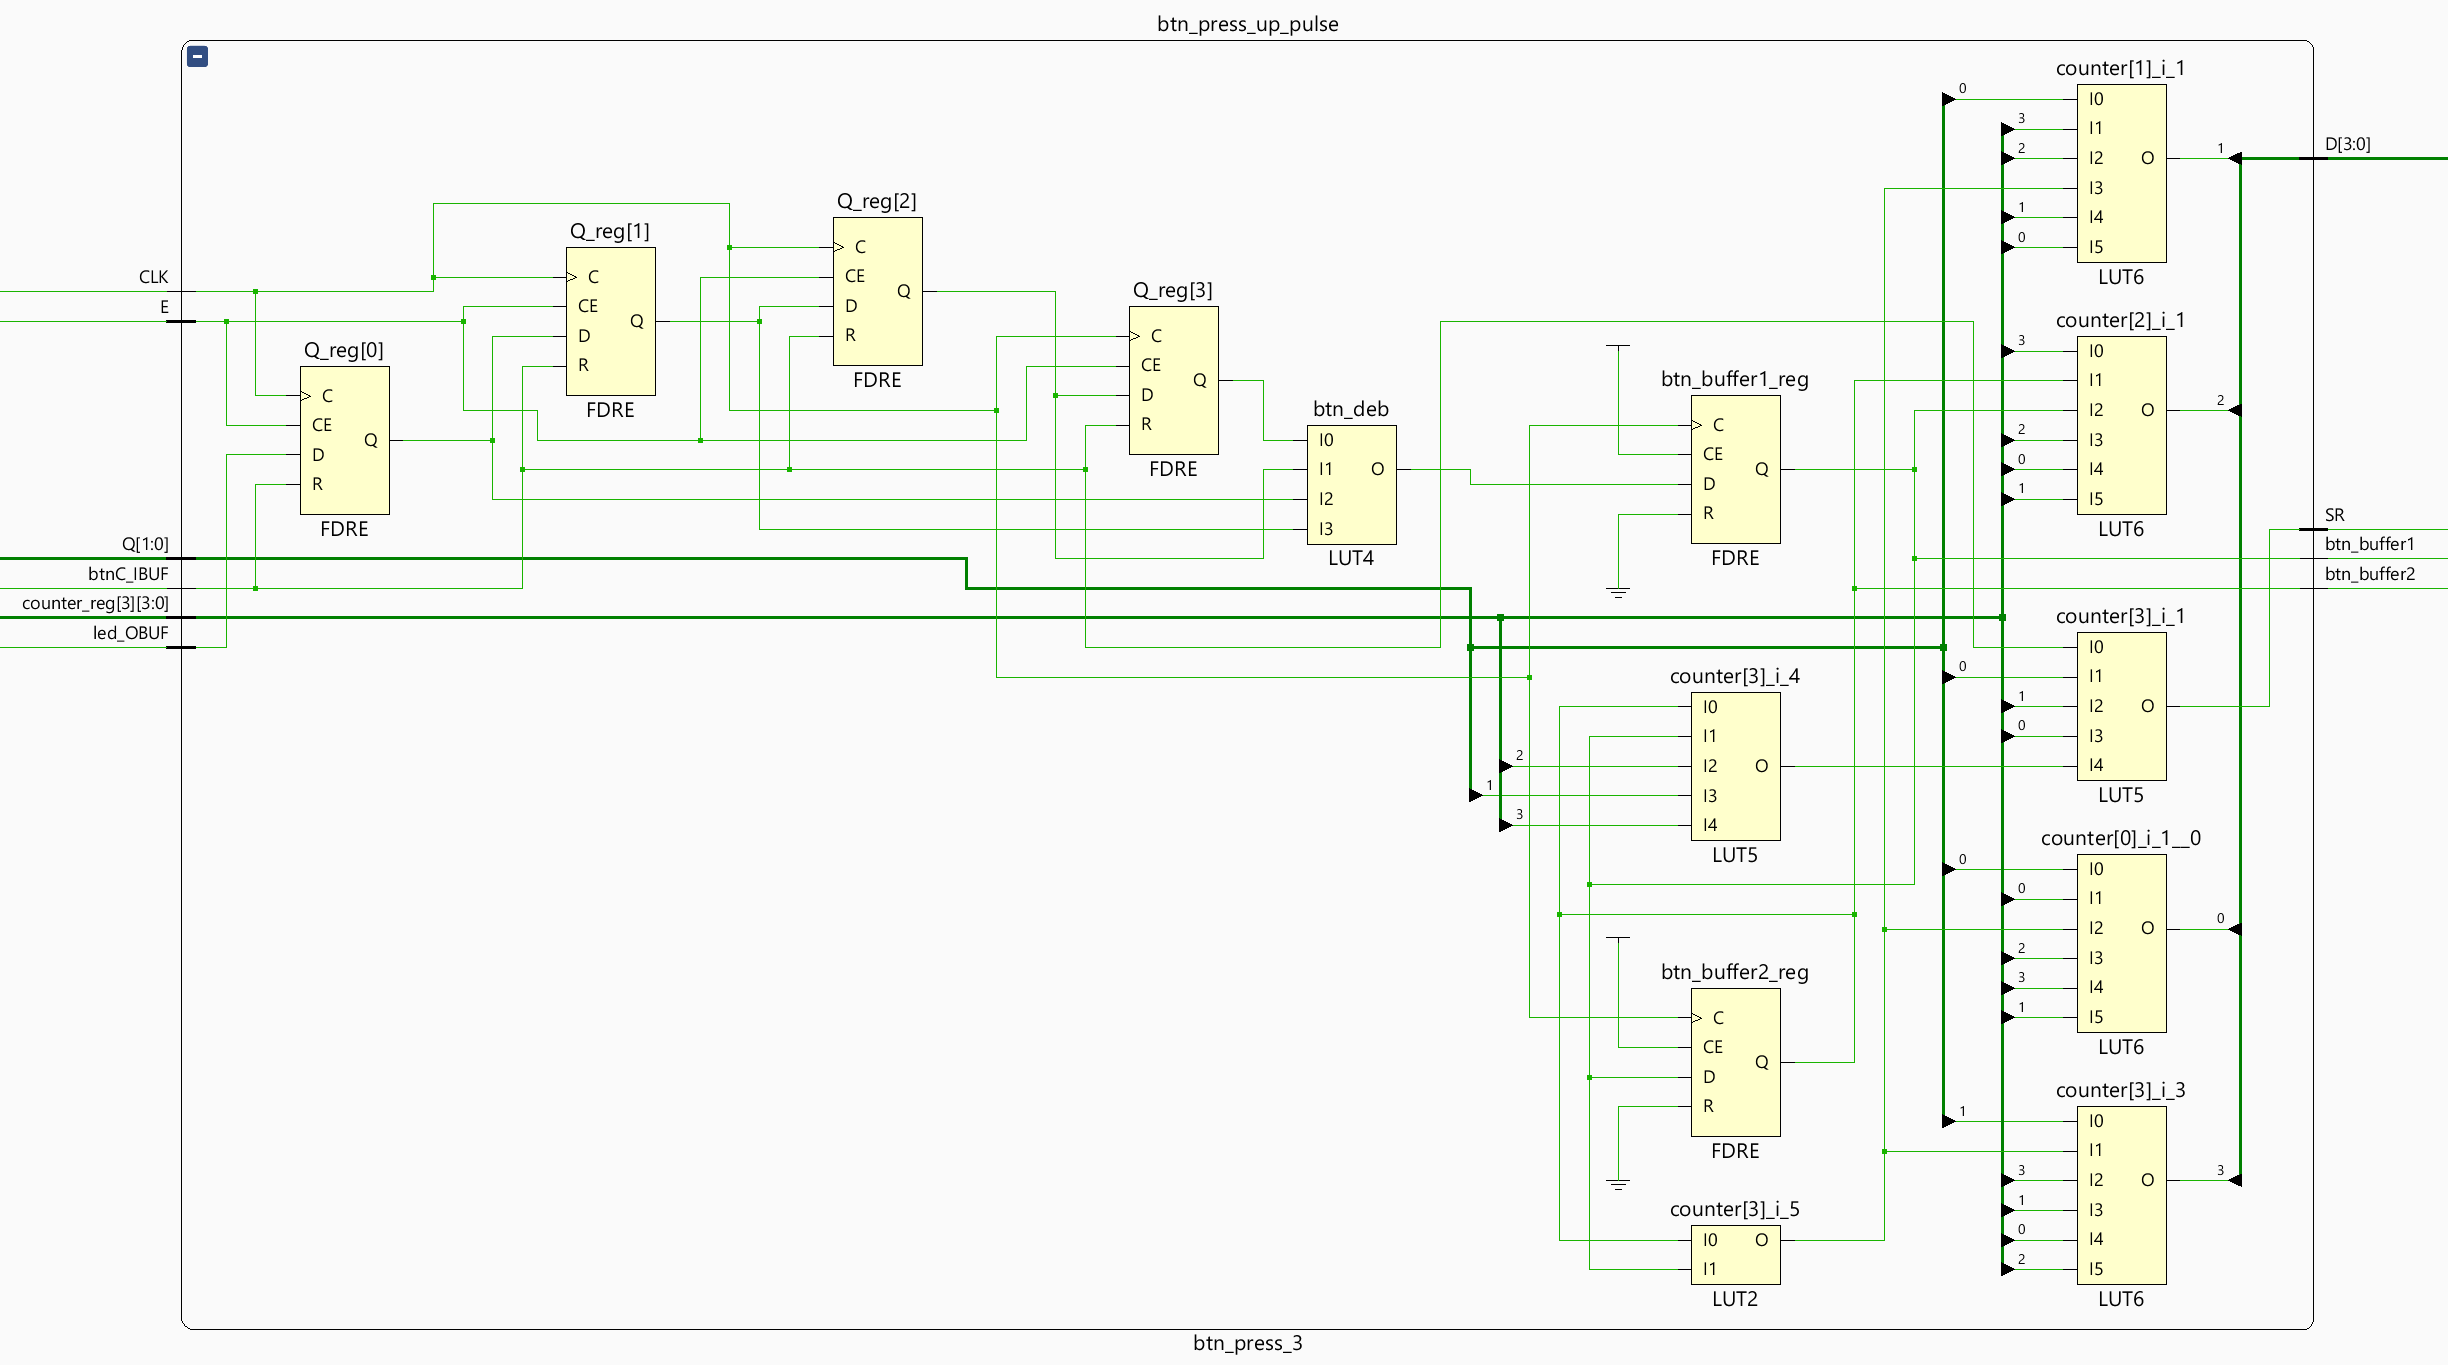 btn_press_up_pulse
CLK
E
Q[1:0]
btnC_IBUF
counter_reg[3][3:0]
led_OBUF
Q_reg[0]
C
CE
D
R
Q
FDRE
Q_reg[1]
C
CE
D
R
Q
FDRE
Q_reg[2]
C
CE
D
R
Q
FDRE
Q_reg[3]
C
CE
D
R
Q
FDRE
btn_deb
I0
I1
I2
I3
O
LUT4
btn_buffer1_reg
C
CE
D
R
Q
FDRE
counter[3]_i_4
I0
I1
2 I2
1 I3
3 I4
O
LUT5
btn_buffer2_reg
C
CE
D
R
Q
FDRE
counter[3]_i_5
I0 O
I1
LUT2
counter[1]_i_1
0 I0
3 I1
2 I2 O 1
I3
1 I4
0 I5
LUT6
counter[2]_i_1
3 I0
I1
I2 O 2
2 I3
0 I4
1 I5
LUT6
counter[3]_i_1
I0
0 I1
1 I2 O
0 I3
I4
LUT5
counter[0]_i_1__0
0 I0
0 I1
I2 O 0
2 I3
3 I4
1 I5
LUT6
counter[3]_i_3
1 I0
I1
3 I2 O 3
1 I3
0 I4
2 I5
LUT6
D[3:0]
SR
btn_buffer1
btn_buffer2
btn_press_3